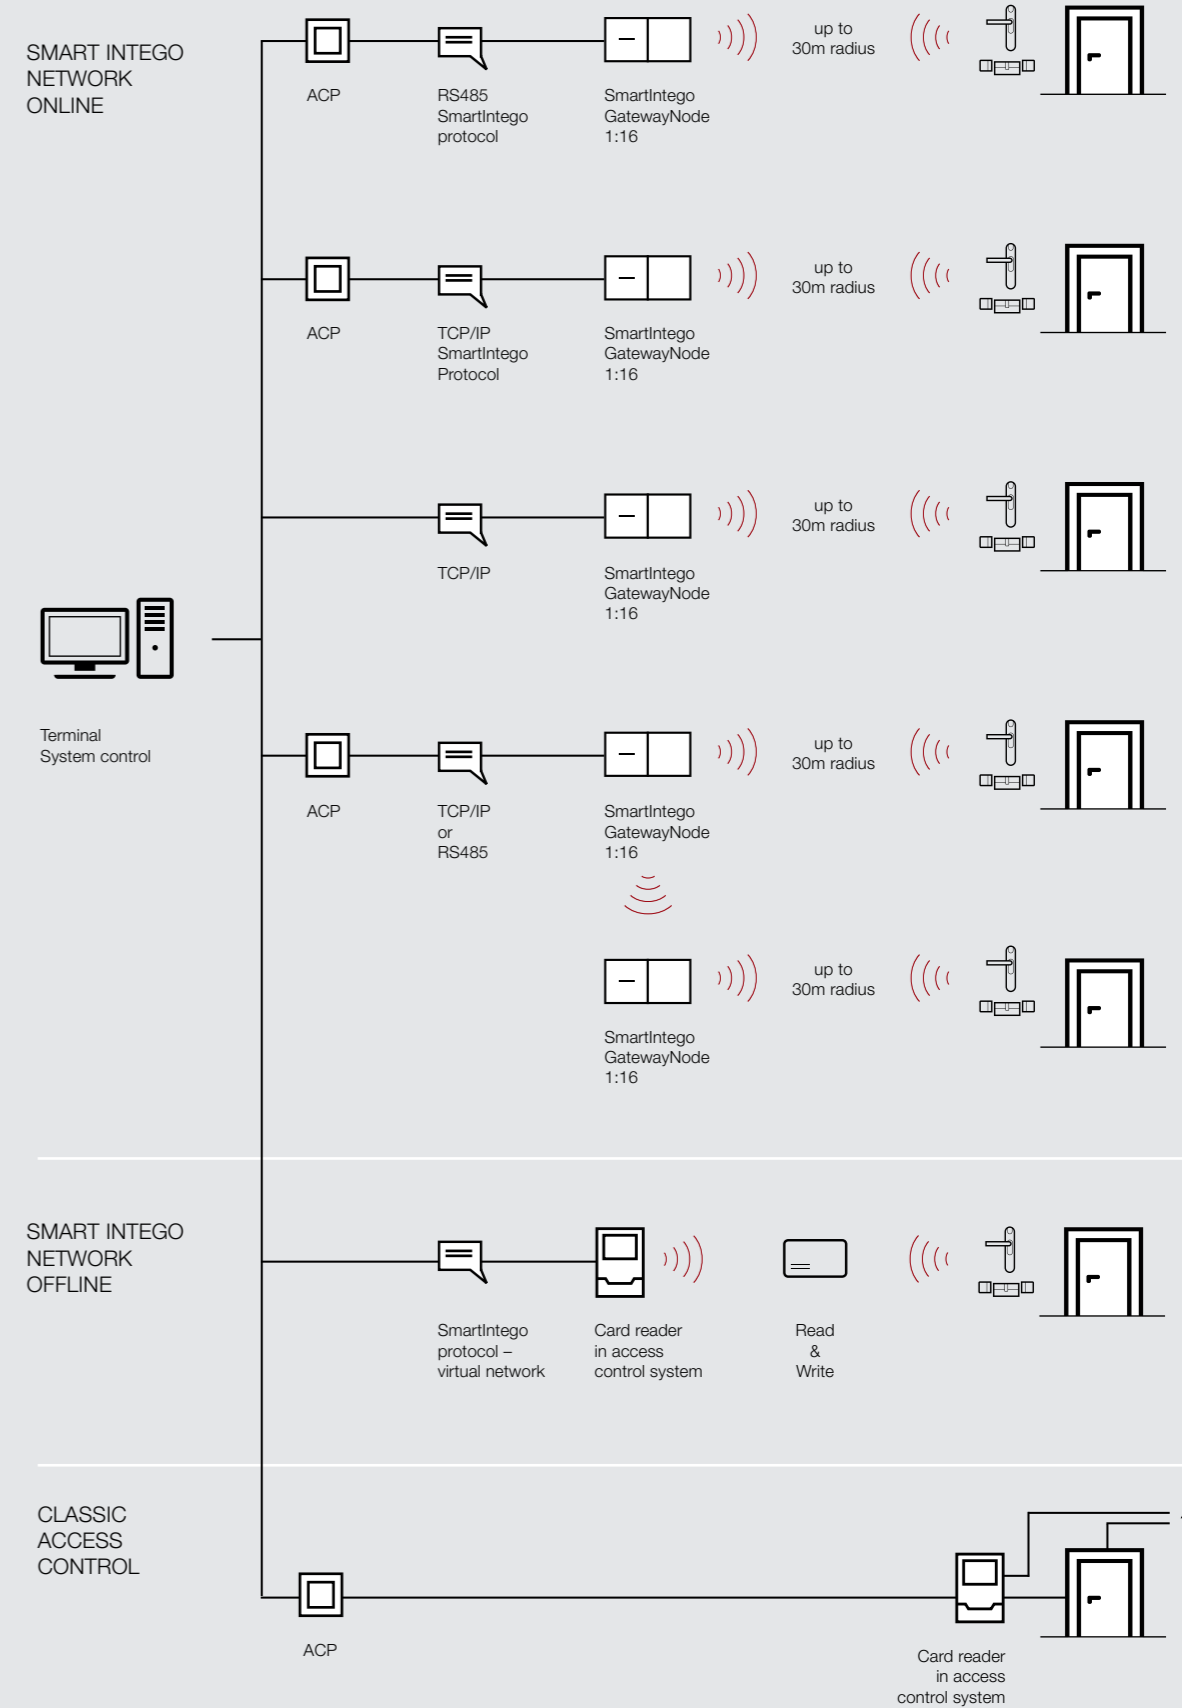 SMART INTEGO
NETWORK
ONLINE
ACP
RS485
SmartIntego
protocol
SmartIntego
GatewayNode
1:16
up to
30m radius
ACP
TCP/IP
SmartIntego
Protocol
SmartIntego
GatewayNode
1:16
up to
30m radius
TCP/IP
SmartIntego
GatewayNode
1:16
up to
30m radius
Terminal
System control
ACP
TCP/IP
or
RS485
SmartIntego
GatewayNode
1:16
up to
30m radius
SmartIntego
GatewayNode
1:16
up to
30m radius
SMART INTEGO
NETWORK
OFFLINE
SmartIntego
protocol –
virtual network
Card reader
in access
control system
Read
&
Write
CLASSIC
ACCESS
CONTROL
ACP
Card reader
in access
control system